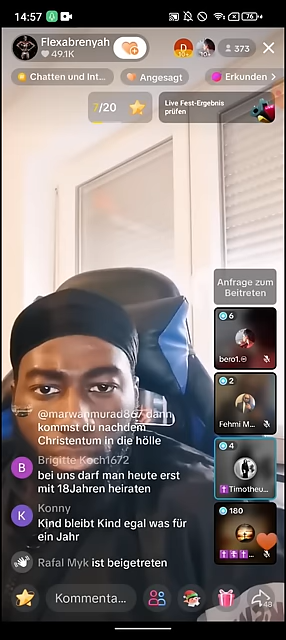 14:57
76
Flexabrenyah
49.1K
373
Chatten und Int...
Angesagt
Erkunden
7/20
Live Fest-Ergebnis
prüfen
Anfrage zum
Beitreten
6
bero1.
2
Fehmi M...
4
Timotheu...
180
@marwanmurad867 dann
kommst du nachdem
Christentum in die hölle
B
Brigitte Koch1672
bei uns darf man heute erst
mit 18Jahren heiraten
K
Konny
Kind bleibt Kind egal was für
ein Jahr
Rafal Myk ist beigetreten
Kommenta...
48